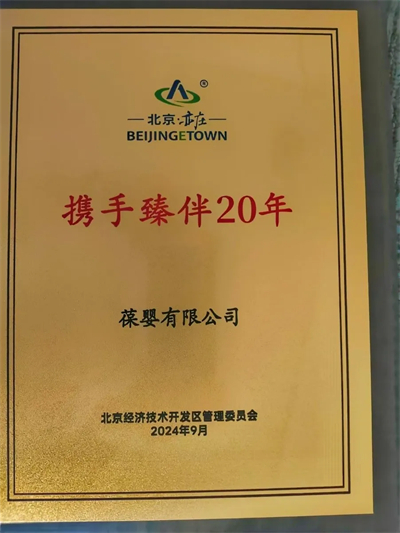 ®
北京·亦庄
BEIJINGETOWN
携手臻伴20年
葆婴有限公司
北京经济技术开发区管理委员会
2024年9月